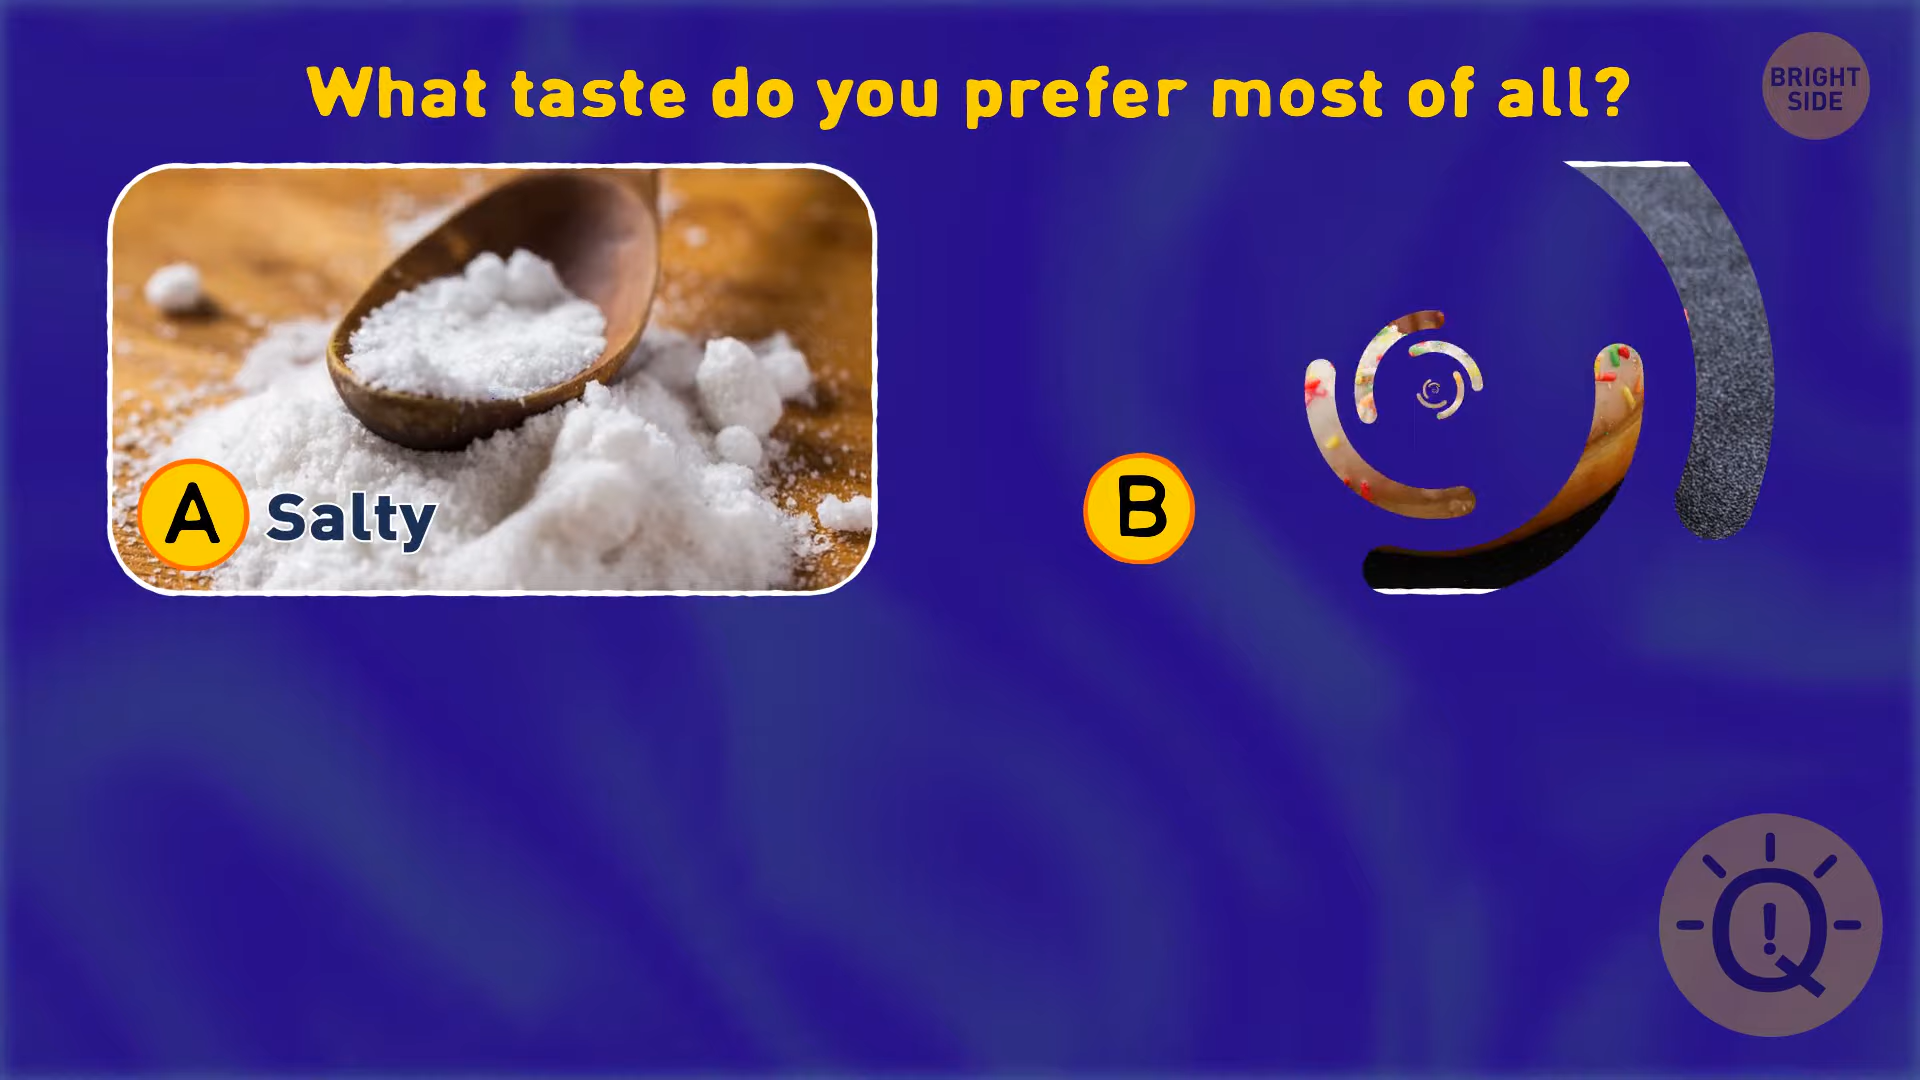 What taste do you prefer most of all?
BRIGHT
SIDE
A Salty
B
Q!